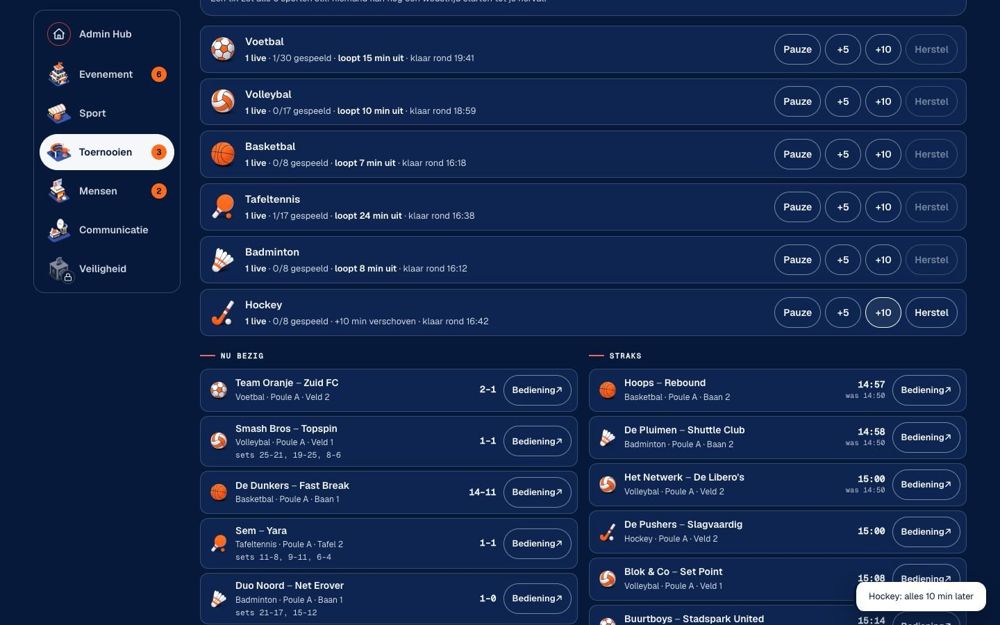 Admin Hub
Evenement 6
Sport
Toernooien 3
Mensen 2
Communicatie
Veiligheid
Voetbal
1 live · 1/30 gespeeld · loopt 15 min uit · klaar rond 19:41
Pauze +5 +10 Herstel
Volleybal
1 live · 0/17 gespeeld · loopt 10 min uit · klaar rond 18:59
Pauze +5 +10 Herstel
Basketbal
1 live · 0/8 gespeeld · loopt 7 min uit · klaar rond 16:18
Pauze +5 +10 Herstel
Tafeltennis
1 live · 1/17 gespeeld · loopt 24 min uit · klaar rond 16:38
Pauze +5 +10 Herstel
Badminton
1 live · 0/8 gespeeld · loopt 8 min uit · klaar rond 16:12
Pauze +5 +10 Herstel
Hockey
1 live · 0/8 gespeeld · +10 min verschoven · klaar rond 16:42
Pauze +5 +10 Herstel
NU BEZIG
Team Oranje – Zuid FC
Voetbal · Poule A · Veld 2
2–1 Bediening↗
Smash Bros – Topspin
Volleybal · Poule A · Veld 1
sets 25-21, 19-25, 8-6
1–1 Bediening↗
De Dunkers – Fast Break
Basketbal · Poule A · Baan 1
14–11 Bediening↗
Sem – Yara
Tafeltennis · Poule A · Tafel 2
sets 11-8, 9-11, 6-4
1–1 Bediening↗
Duo Noord – Net Erover
Badminton · Poule A · Baan 1
sets 21-17, 15-12
1–0 Bediening↗
STRAKS
Hoops – Rebound
Basketbal · Poule A · Baan 2
14:57
was 14:50
Bediening↗
De Pluimen – Shuttle Club
Badminton · Poule A · Baan 2
14:58
was 14:50
Bediening↗
Het Netwerk – De Libero's
Volleybal · Poule A · Veld 2
15:00
was 14:50
Bediening↗
De Pushers – Slagvaardig
Hockey · Poule A · Veld 2
15:00
Bediening↗
Blok & Co – Set Point
Volleybal · Poule A · Veld 1
15:08
Bediening↗
Buurtboys – Stadspark United
15:14
Hockey: alles 10 min later